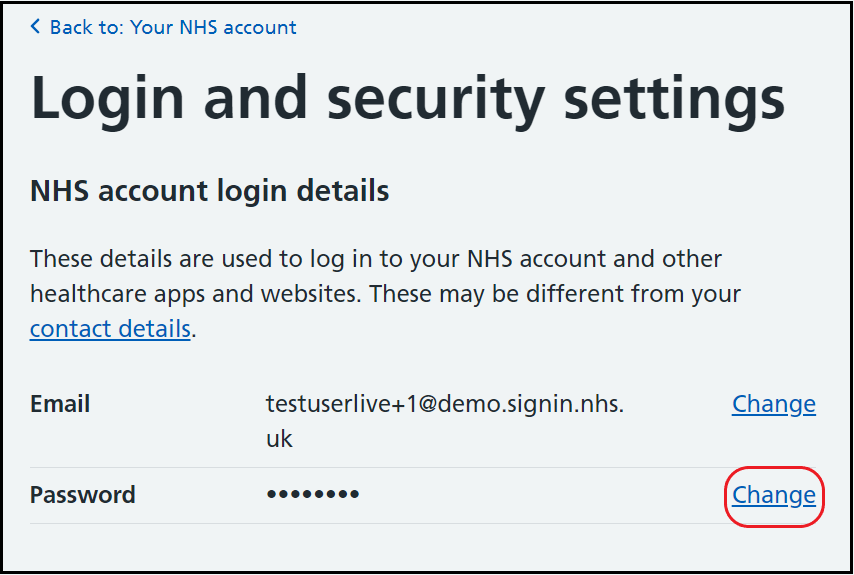 Back to: Your NHS account
Login and security settings
NHS account login details
These details are used to log in to your NHS account and other
healthcare apps and websites. These may be different from your
contact details.
Email testuserlive+1@demo.signin.nhs. Change
uk
Password •••••••• Change